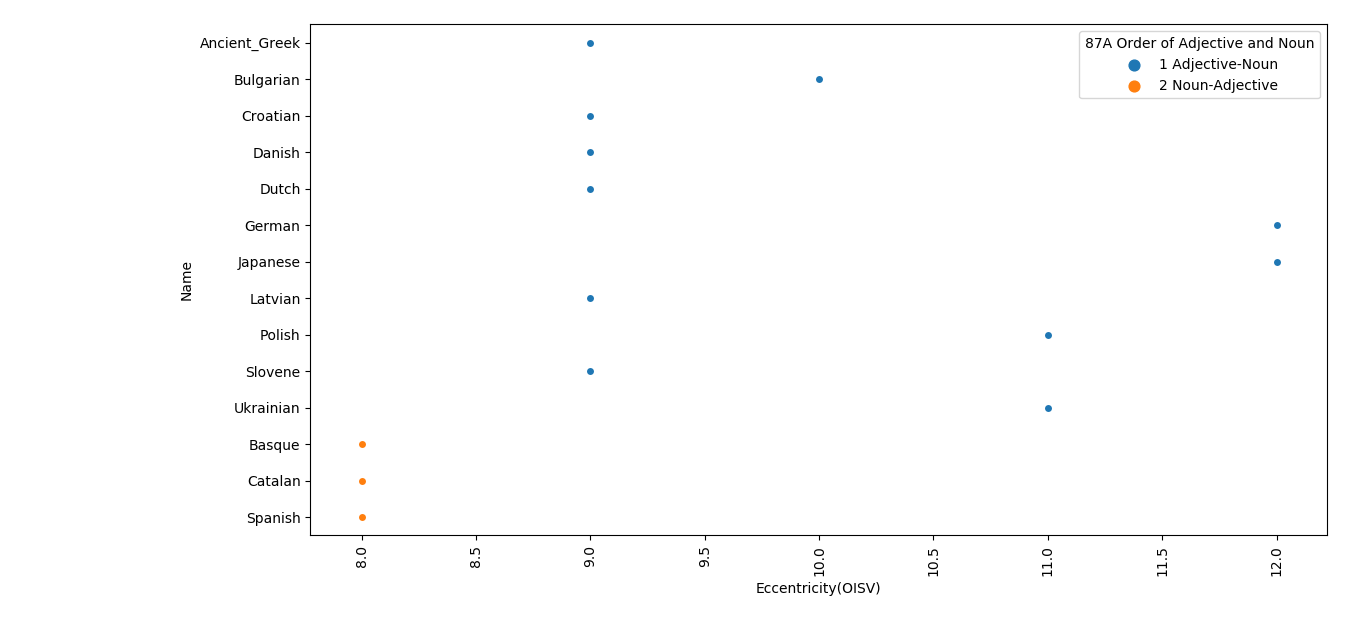 87A Order of Adjective and Noun
1 Adjective-Noun
2 Noun-Adjective
Name
Ancient_Greek
Bulgarian
Croatian
Danish
Dutch
German
Japanese
Latvian
Polish
Slovene
Ukrainian
Basque
Catalan
Spanish
8.0 8.5 9.0 9.5 10.0 10.5 11.0 11.5 12.0
Eccentricity(OISV)